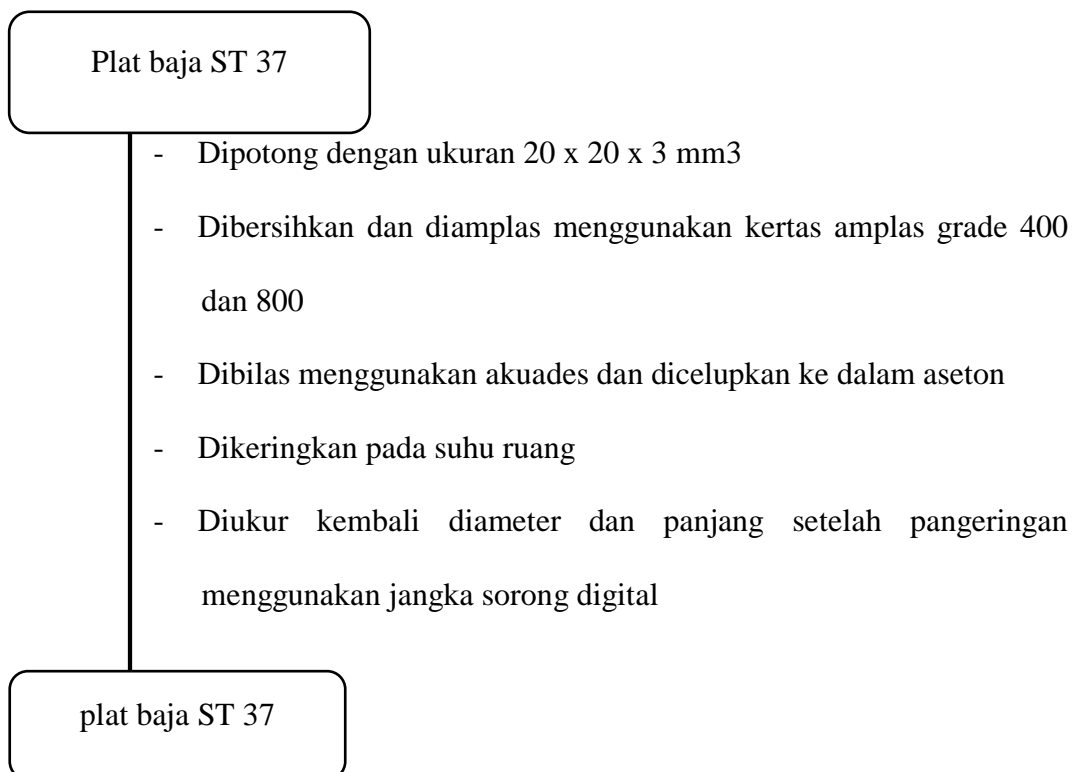 Plat baja ST 37
- Dipotong dengan ukuran 20 x 20 x 3 mm3
- Dibersihkan dan diamplas menggunakan kertas amplas grade 400
dan 800
- Dibilas menggunakan akuades dan dicelupkan ke dalam aseton
- Dikeringkan pada suhu ruang
- Diukur kembali diameter dan panjang setelah pangeringan
menggunakan jangka sorong digital
plat baja ST 37